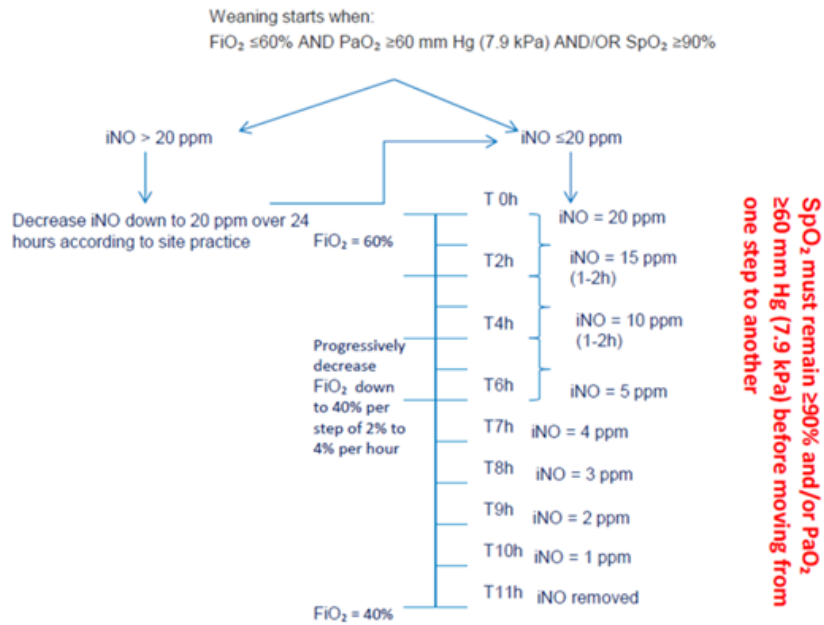 Weaning starts when:
FiO₂ ≤60% AND PaO₂ ≥60 mm Hg (7.9 kPa) AND/OR SpO₂ ≥90%
iNO > 20 ppm
iNO ≤20 ppm
Decrease iNO down to 20 ppm over 24
hours according to site practice
FiO₂ = 60%
Progressively
decrease
FiO₂ down
to 40% per
step of 2% to
4% per hour
FiO₂ = 40%
T 0h
iNO = 20 ppm
T2h
iNO = 15 ppm
(1-2h)
T4h
iNO = 10 ppm
(1-2h)
T6h
iNO = 5 ppm
T7h
iNO = 4 ppm
T8h
iNO = 3 ppm
T9h
iNO = 2 ppm
T10h
iNO = 1 ppm
T11h
iNO removed
SpO₂ must remain ≥90% and/or PaO₂
≥60 mm Hg (7.9 kPa) before moving from
one step to another